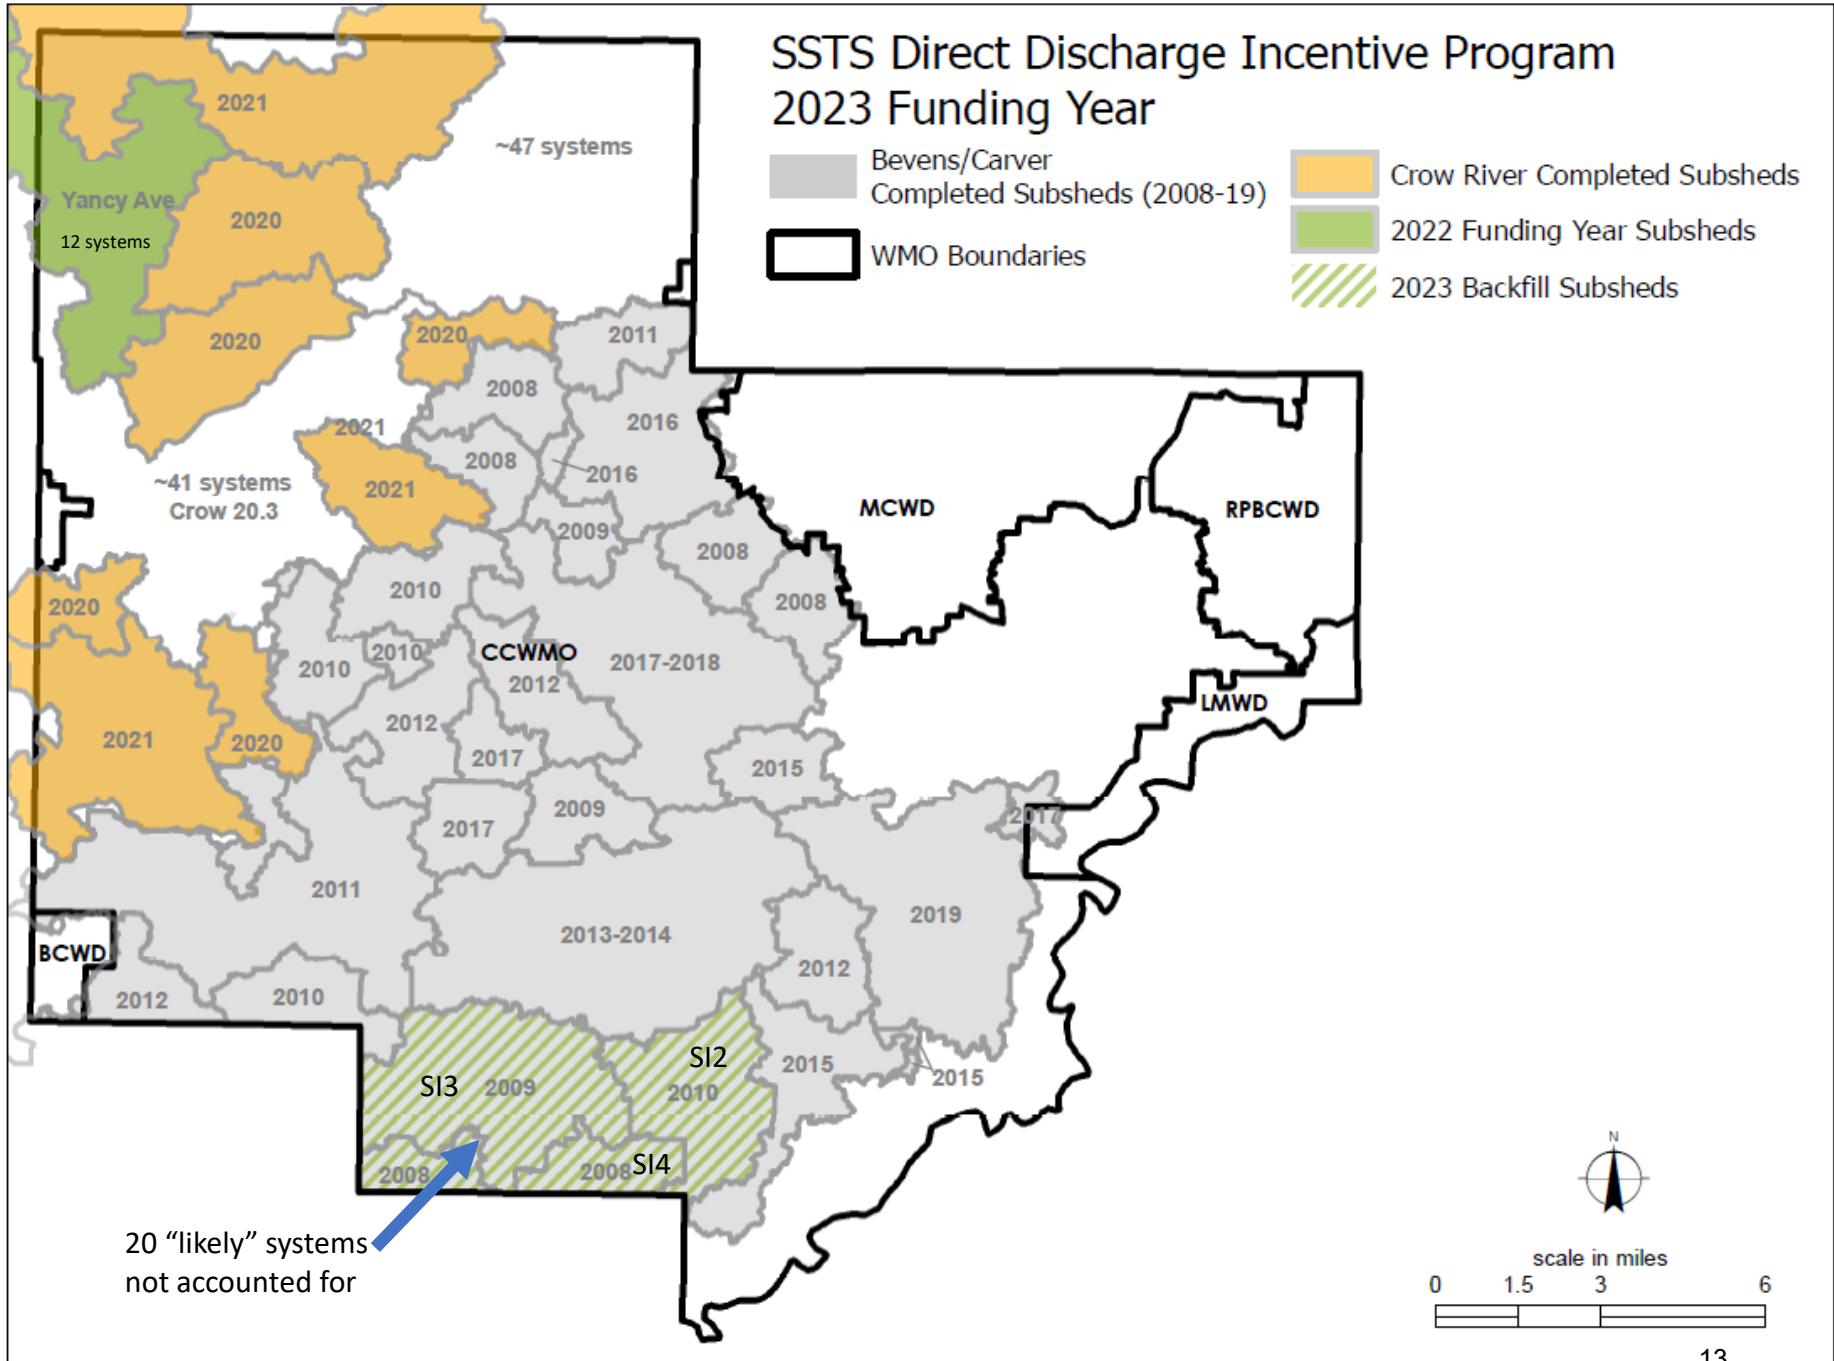 SSTS Direct Discharge Incentive Program
2023 Funding Year
Bevens/Carver
Completed Subsheds (2008-19)
WMO Boundaries
Crow River Completed Subsheds
2022 Funding Year Subsheds
2023 Backfill Subsheds
2021
~47 systems
Yancy Ave
12 systems
2020
2020
2020
2011
2008
2016
2021
2008
2016
~41 systems
Crow 20.3
2021
2009
2008
MCWD
RPBCWD
2010
2008
2020
2010
2010
CCWMO
2012
2017-2018
LMWD
2021
2020
2012
2017
2015
2017
2009
2017
2011
2013-2014
2019
BCWD
2012
2012
2010
SI2
2010
SI3
2009
2015
2015
2008
2008
SI4
20 “likely” systems
not accounted for
N
scale in miles
0 1.5 3 6
13